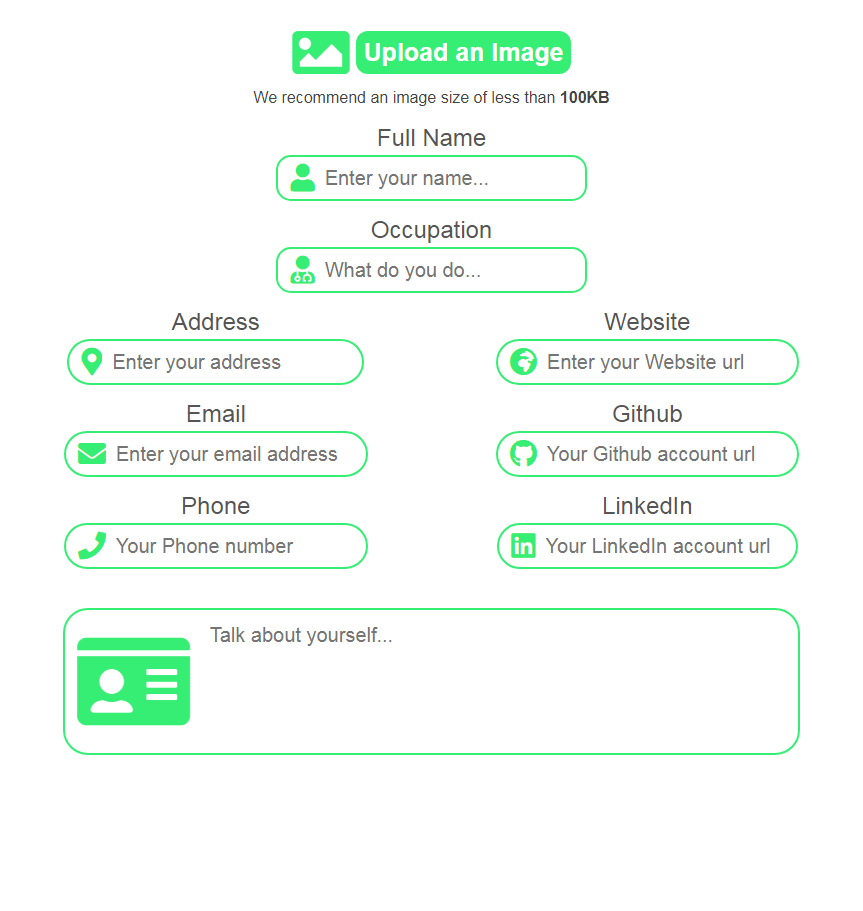 Upload an Image
We recommend an image size of less than 100KB
Full Name
Enter your name...
Occupation
What do you do...
Address
Website
Enter your address
Enter your Website url
Email
Github
Enter your email address
Your Github account url
Phone
LinkedIn
Your Phone number
Your LinkedIn account url
Talk about yourself...